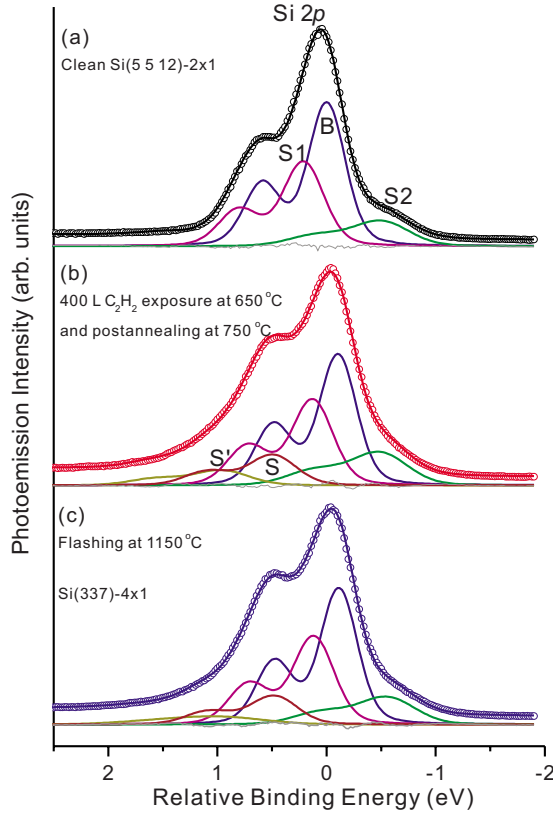 Si 2p
(a)
Clean Si(5 5 12)-2x1
B
S1
S2
(b)
400 L C₂H₂ exposure at 650 °C
and postannealing at 750 °C
S'
S
(c)
Flashing at 1150 °C
Si(337)-4x1
Photoemission Intensity (arb. units)
2 1 0 -1 -2
Relative Binding Energy (eV)